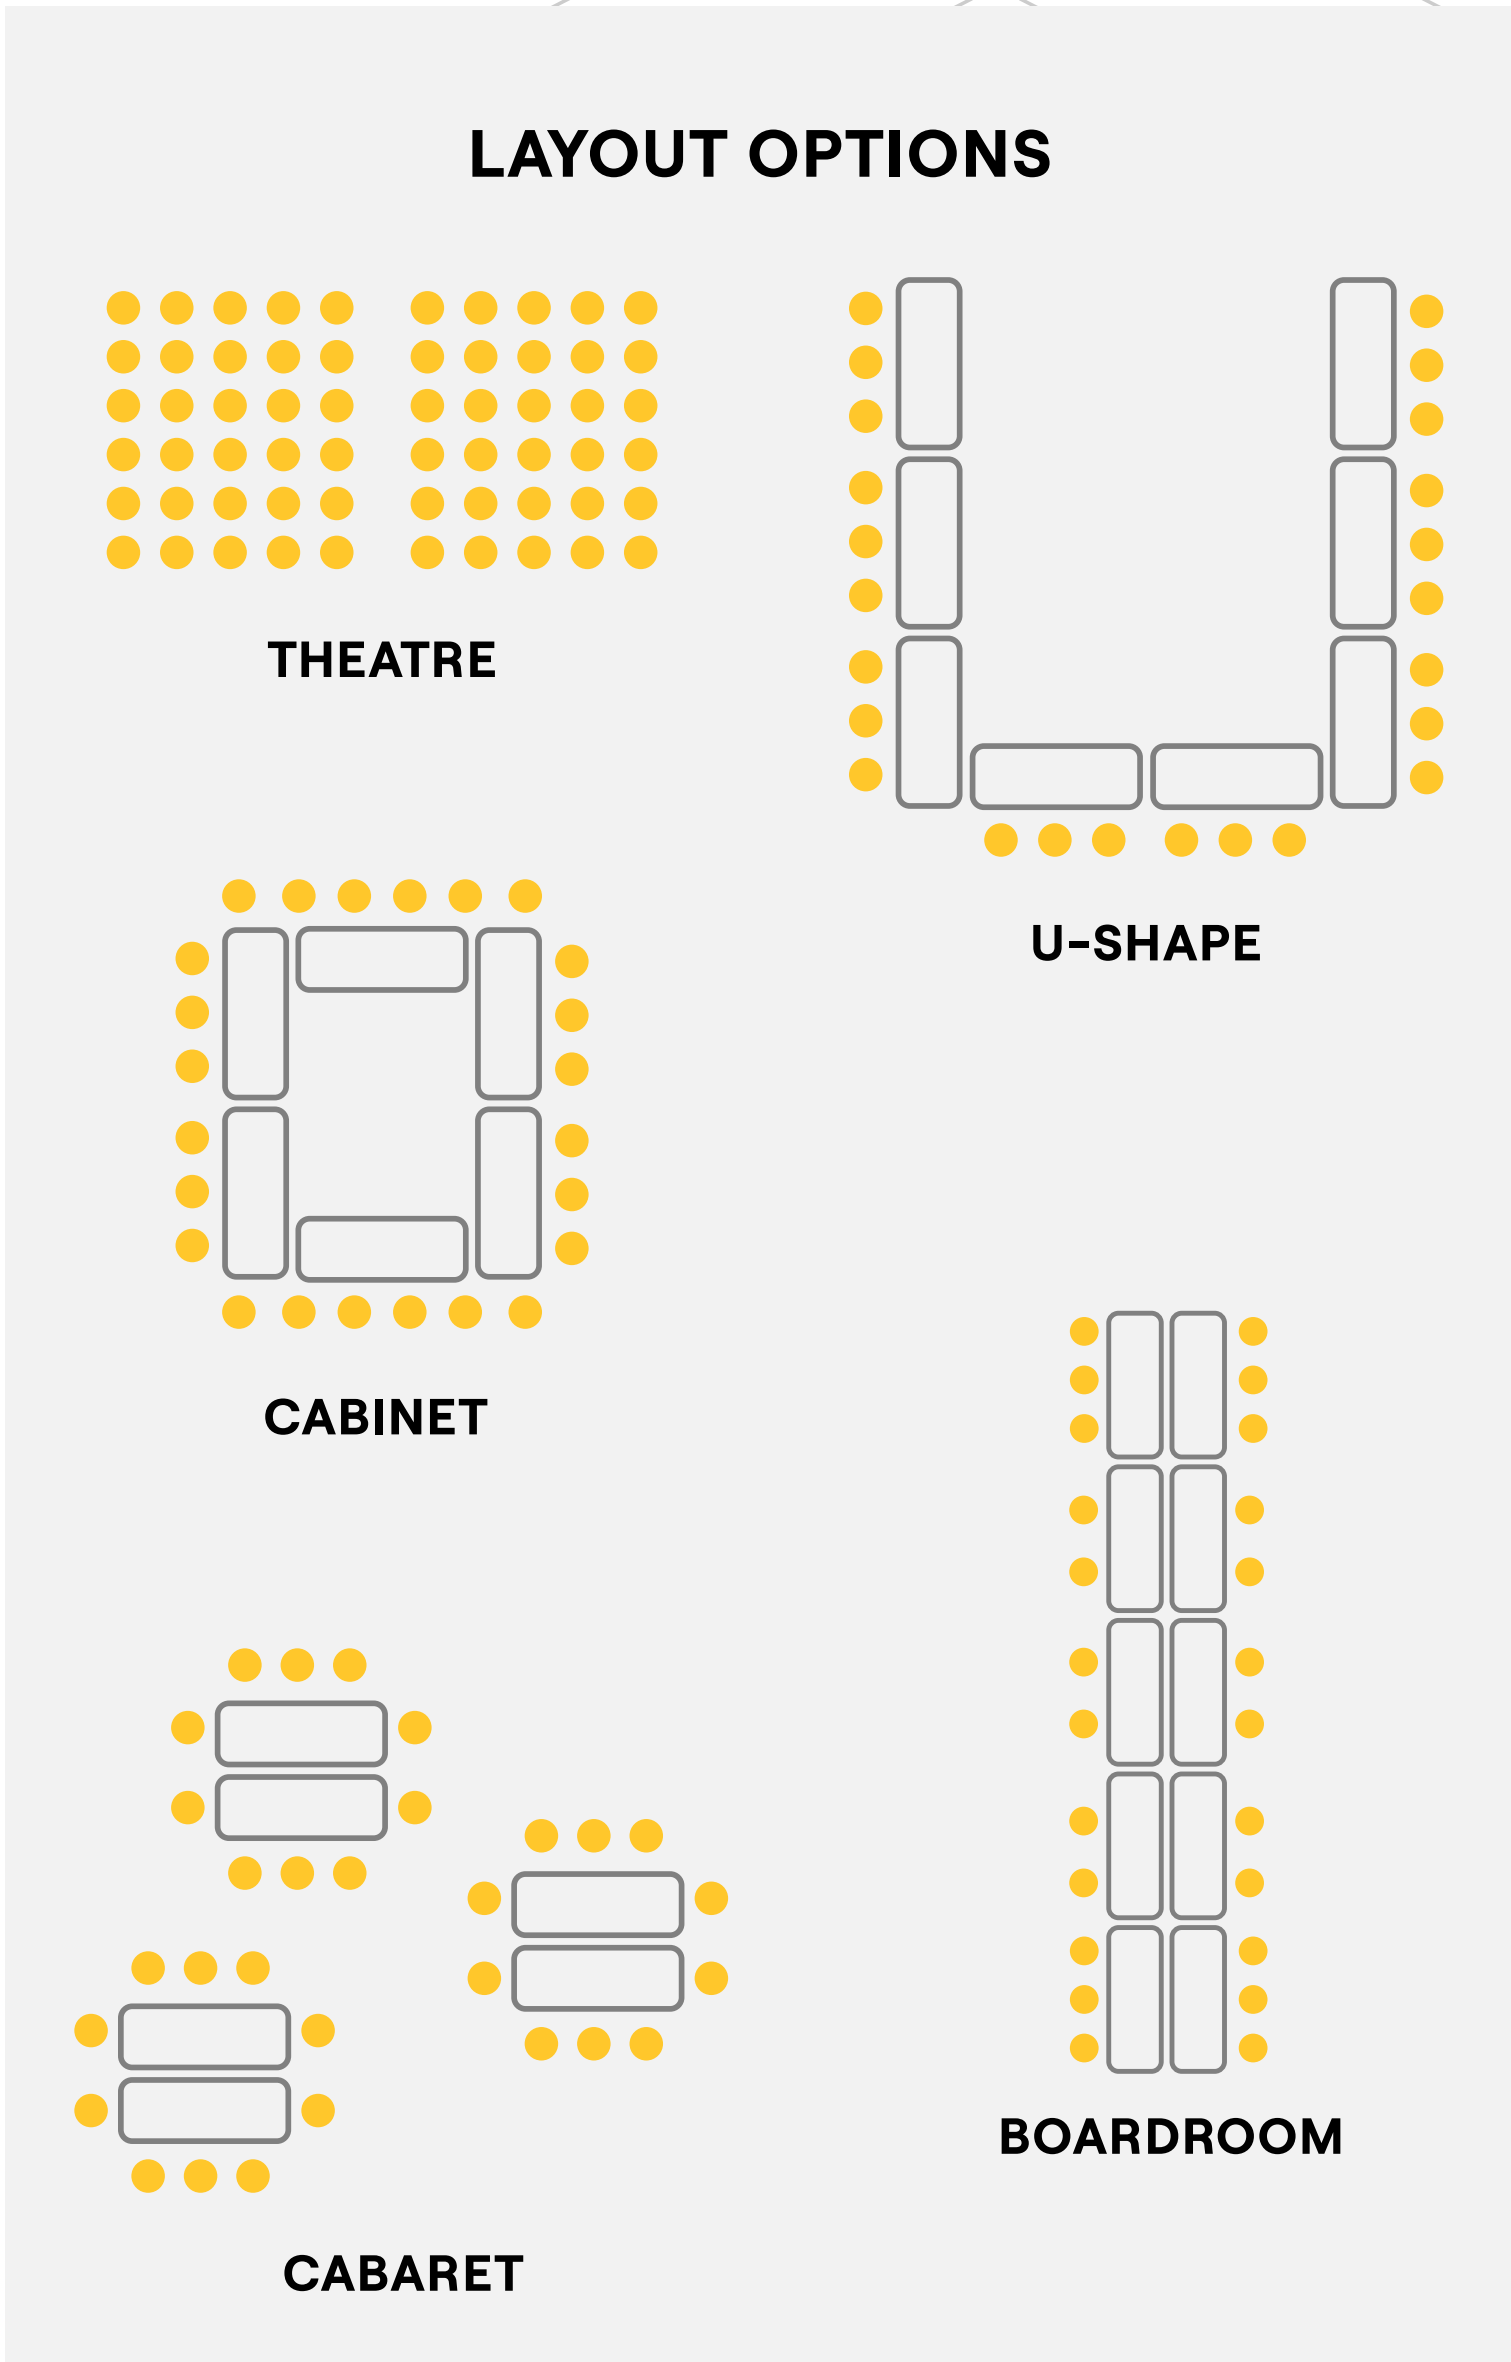 LAYOUT OPTIONS
THEATRE
U-SHAPE
CABINET
BOARDROOM
CABARET